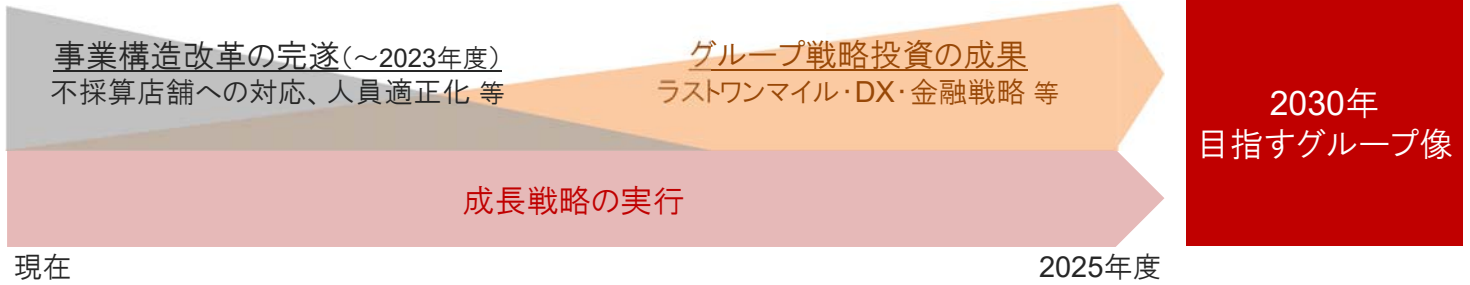 事業構造改革の完遂(～2023年度)
不採算店舗への対応、人員適正化 等
グループ戦略投資の成果
ラストワンマイル・DX・金融戦略 等
成長戦略の実行
現在
2025年度
2030年
目指すグループ像